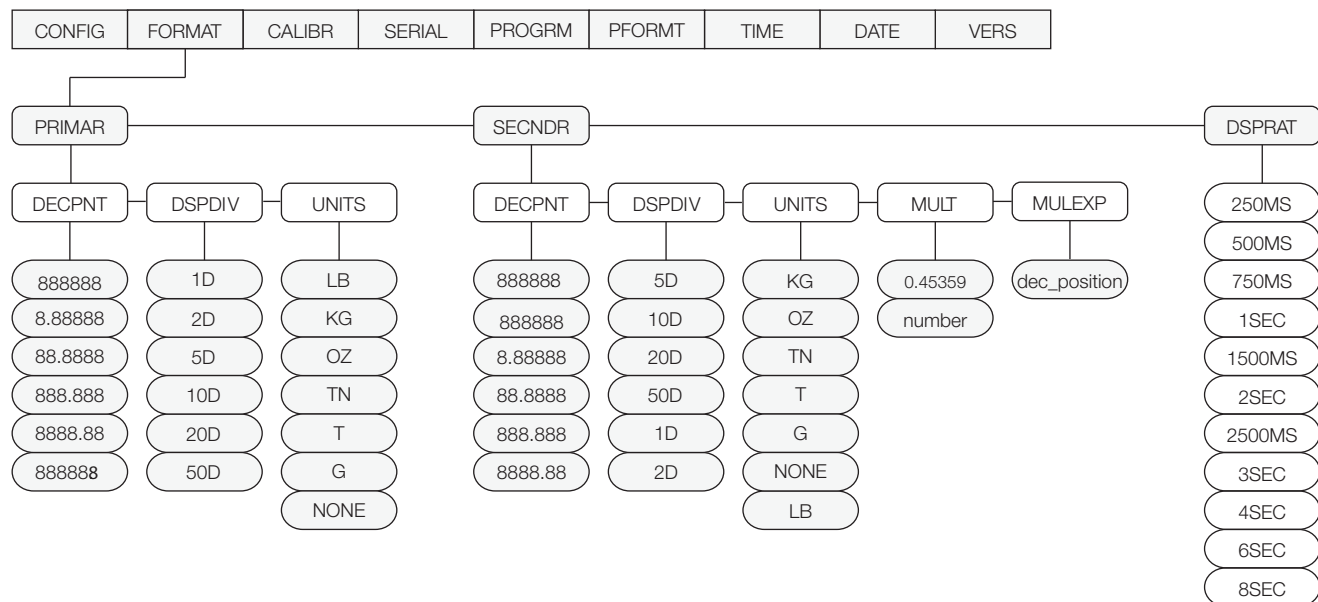 CONFIG FORMAT CALIBR SERIAL PROGRM PFORMT TIME DATE VERS
PRIMAR SECNDR DSPRAT
DECPNT DSPDIV UNITS DECPNT DSPDIV UNITS MULT MULEXP 250MS
500MS
888888 1D LB 888888 5D KG 0.45359 dec_position 750MS
8.88888 2D KG 888888 10D OZ number 1SEC
88.8888 5D OZ 8.88888 20D TN 1500MS
888.888 10D TN 88.8888 50D T 2SEC
8888.88 20D T 888.888 1D G 2500MS
888888 50D G 8888.88 2D NONE 3SEC
NONE LB 4SEC
6SEC
8SEC